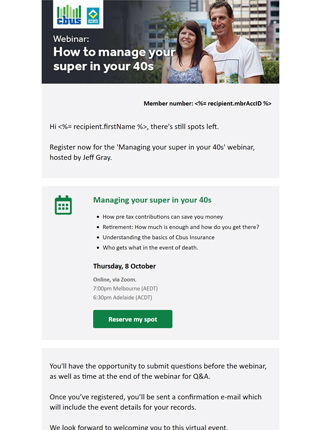 cbus
Webinar:
How to manage your
super in your 40s
Member number: <%= recipient.mbrAccID %>
Hi <%= recipient.firstName %>, there's still spots left.
Register now for the 'Managing your super in your 40s' webinar,
hosted by Jeff Gray.
Managing your super in your 40s
How pre tax contributions can save you money
Retirement: How much is enough and how do you get there?
Understanding the basics of Cbus Insurance
Who gets what in the event of death.
Thursday, 8 October
Online, via Zoom.
7:00pm Melbourne (AEDT)
6:30pm Adelaide (ACDT)
Reserve my spot
You'll have the opportunity to submit questions before the webinar,
as well as time at the end of the webinar for Q&A.
Once you've registered, you'll be sent a confirmation e-mail which
will include the event details for your records.
We look forward to welcoming you to this virtual event.